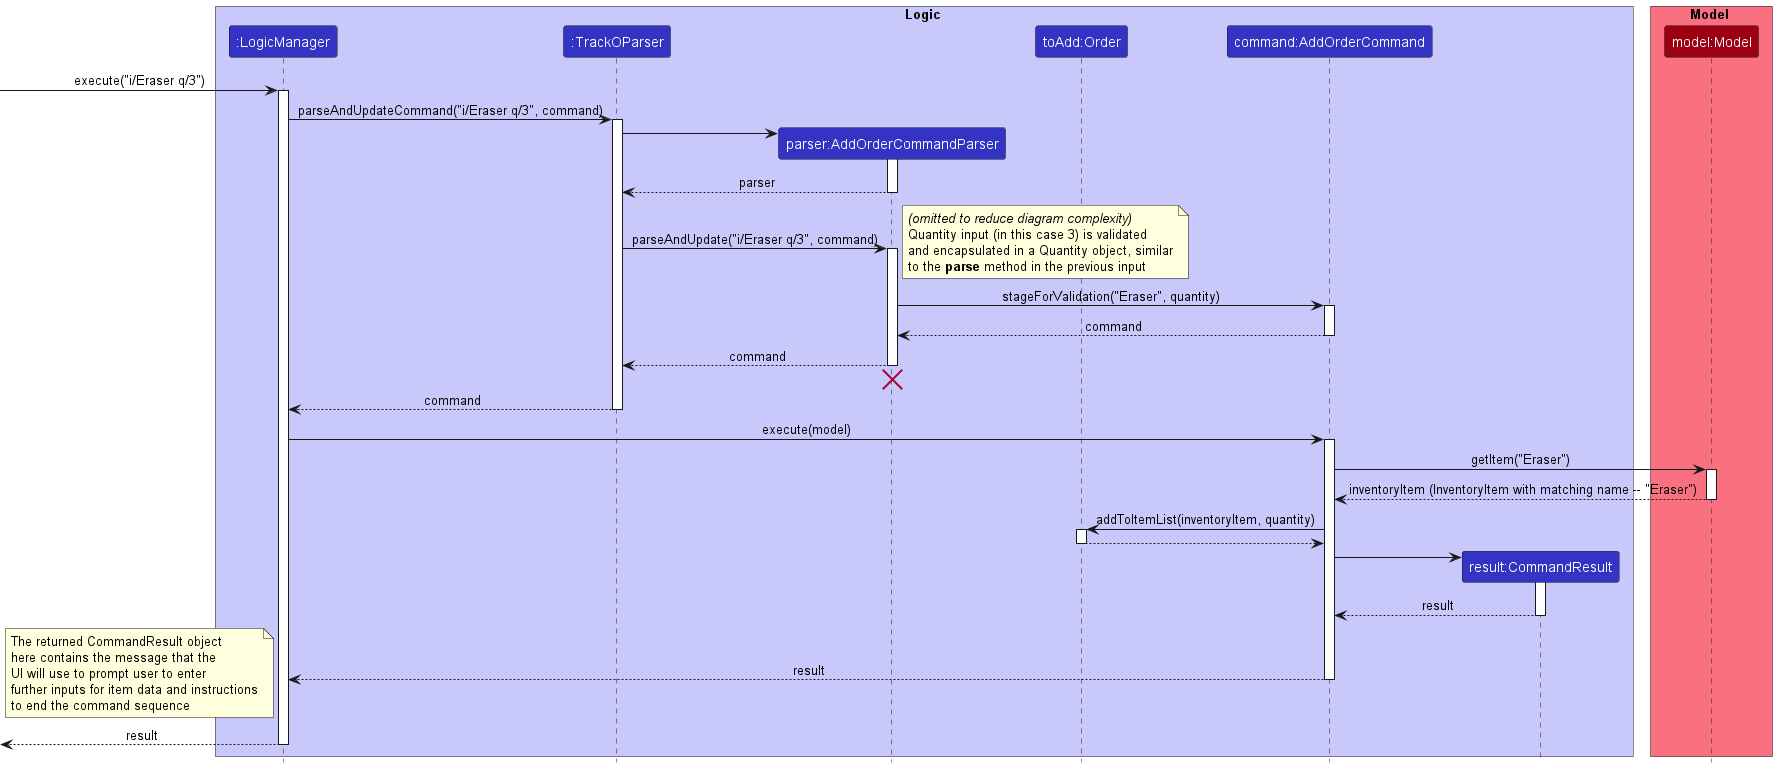 Logic
Model
:LogicManager
:TrackOParser
toAdd:Order
command:AddOrderCommand
model:Model
execute("i/Eraser q/3")
parseAndUpdateCommand("i/Eraser q/3", command)
parser:AddOrderCommandParser
parser
(omitted to reduce diagram complexity)
Quantity input (in this case 3) is validated
and encapsulated in a Quantity object, similar
to the parse method in the previous input
parseAndUpdate("i/Eraser q/3", command)
stageForValidation("Eraser", quantity)
command
command
command
execute(model)
getItem("Eraser")
inventoryItem (InventoryItem with matching name -- "Eraser")
addToItemList(inventoryItem, quantity)
result:CommandResult
result
The returned CommandResult object
here contains the message that the
UI will use to prompt user to enter
further inputs for item data and instructions
to end the command sequence
result
result